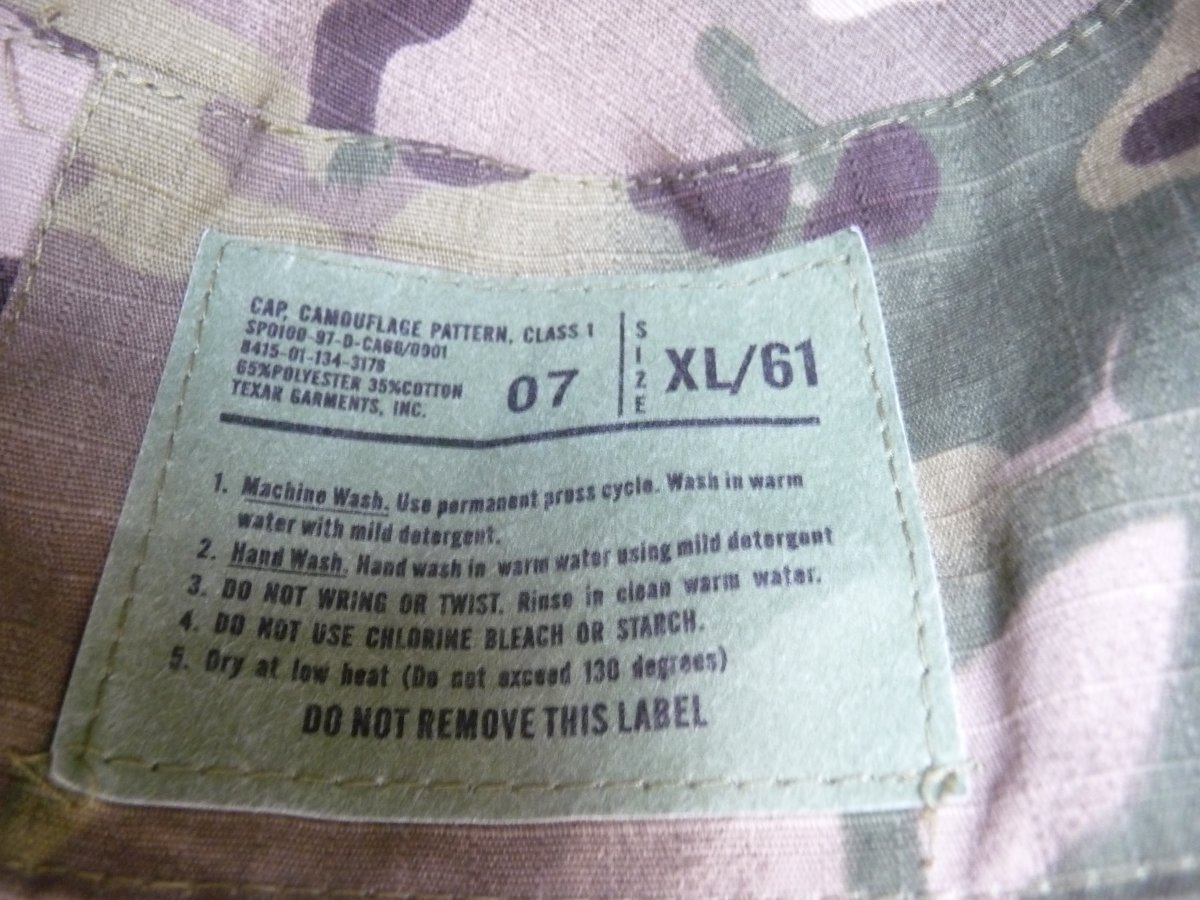 CAP, CAMOUFLAGE PATTERN, CLASS 1
SPO100-97-D-CA66/0001
8415-01-134-3178
65%POLYESTER 35%COTTON
TEXAR GARMENTS, INC.
07
SIZE
XL/61
1. Machine Wash. Use permanent press cycle. Wash in warm
water with mild detergent.
2. Hand Wash. Hand wash in warm water using mild detergent
3. DO NOT WRING OR TWIST. Rinse in clean warm water.
4. DO NOT USE CHLORINE BLEACH OR STARCH.
5. Dry at low heat (Do not exceed 130 degrees)
DO NOT REMOVE THIS LABEL